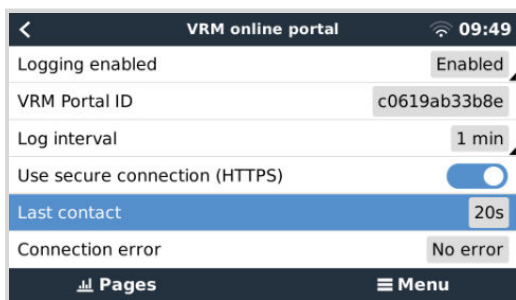 VRM online portal 09:49
Logging enabled Enabled
VRM Portal ID c0619ab33b8e
Log interval 1 min
Use secure connection (HTTPS)
Last contact 20s
Connection error No error
Pages Menu